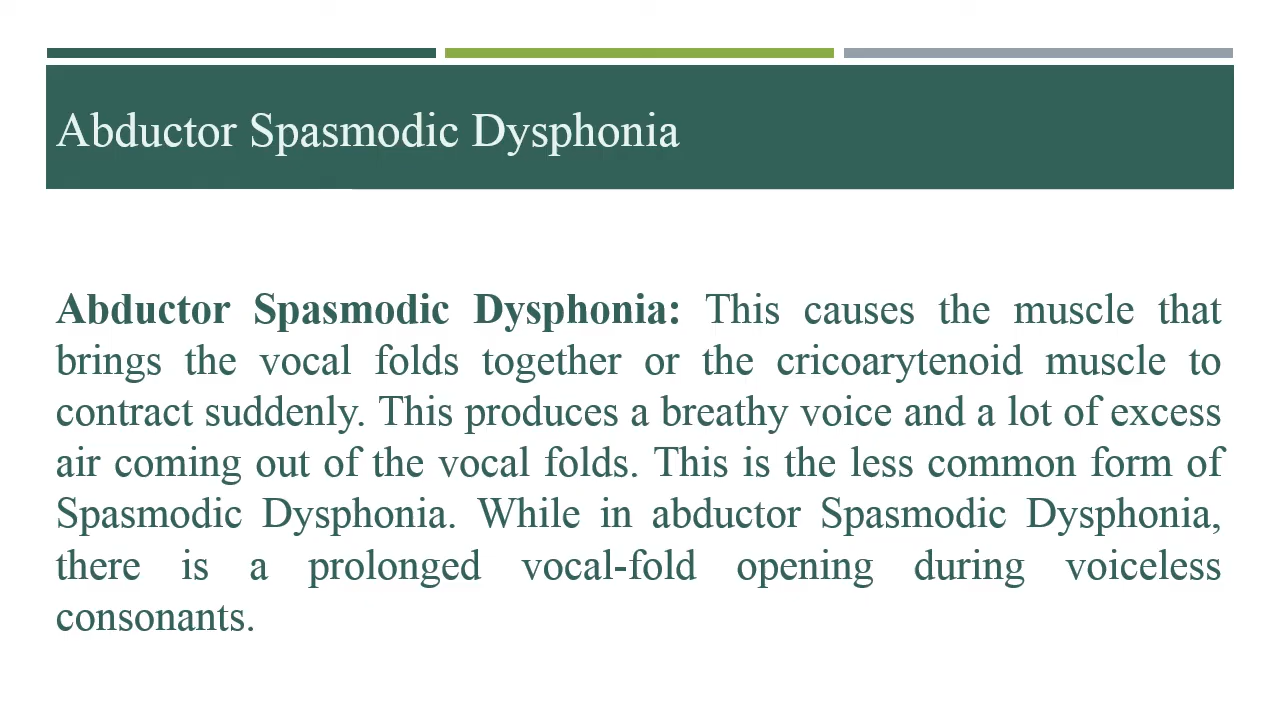 Abductor Spasmodic Dysphonia
Abductor Spasmodic Dysphonia: This causes the muscle that
brings the vocal folds together or the cricoarytenoid muscle to
contract suddenly. This produces a breathy voice and a lot of excess
air coming out of the vocal folds. This is the less common form of
Spasmodic Dysphonia. While in abductor Spasmodic Dysphonia,
there is a prolonged vocal-fold opening during voiceless
consonants.